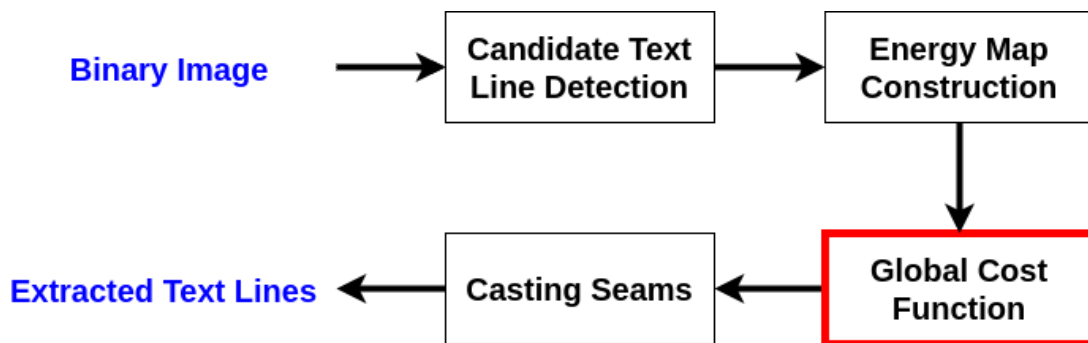 Binary Image
Candidate Text
Line Detection
Energy Map
Construction
Global Cost
Function
Casting Seams
Extracted Text Lines